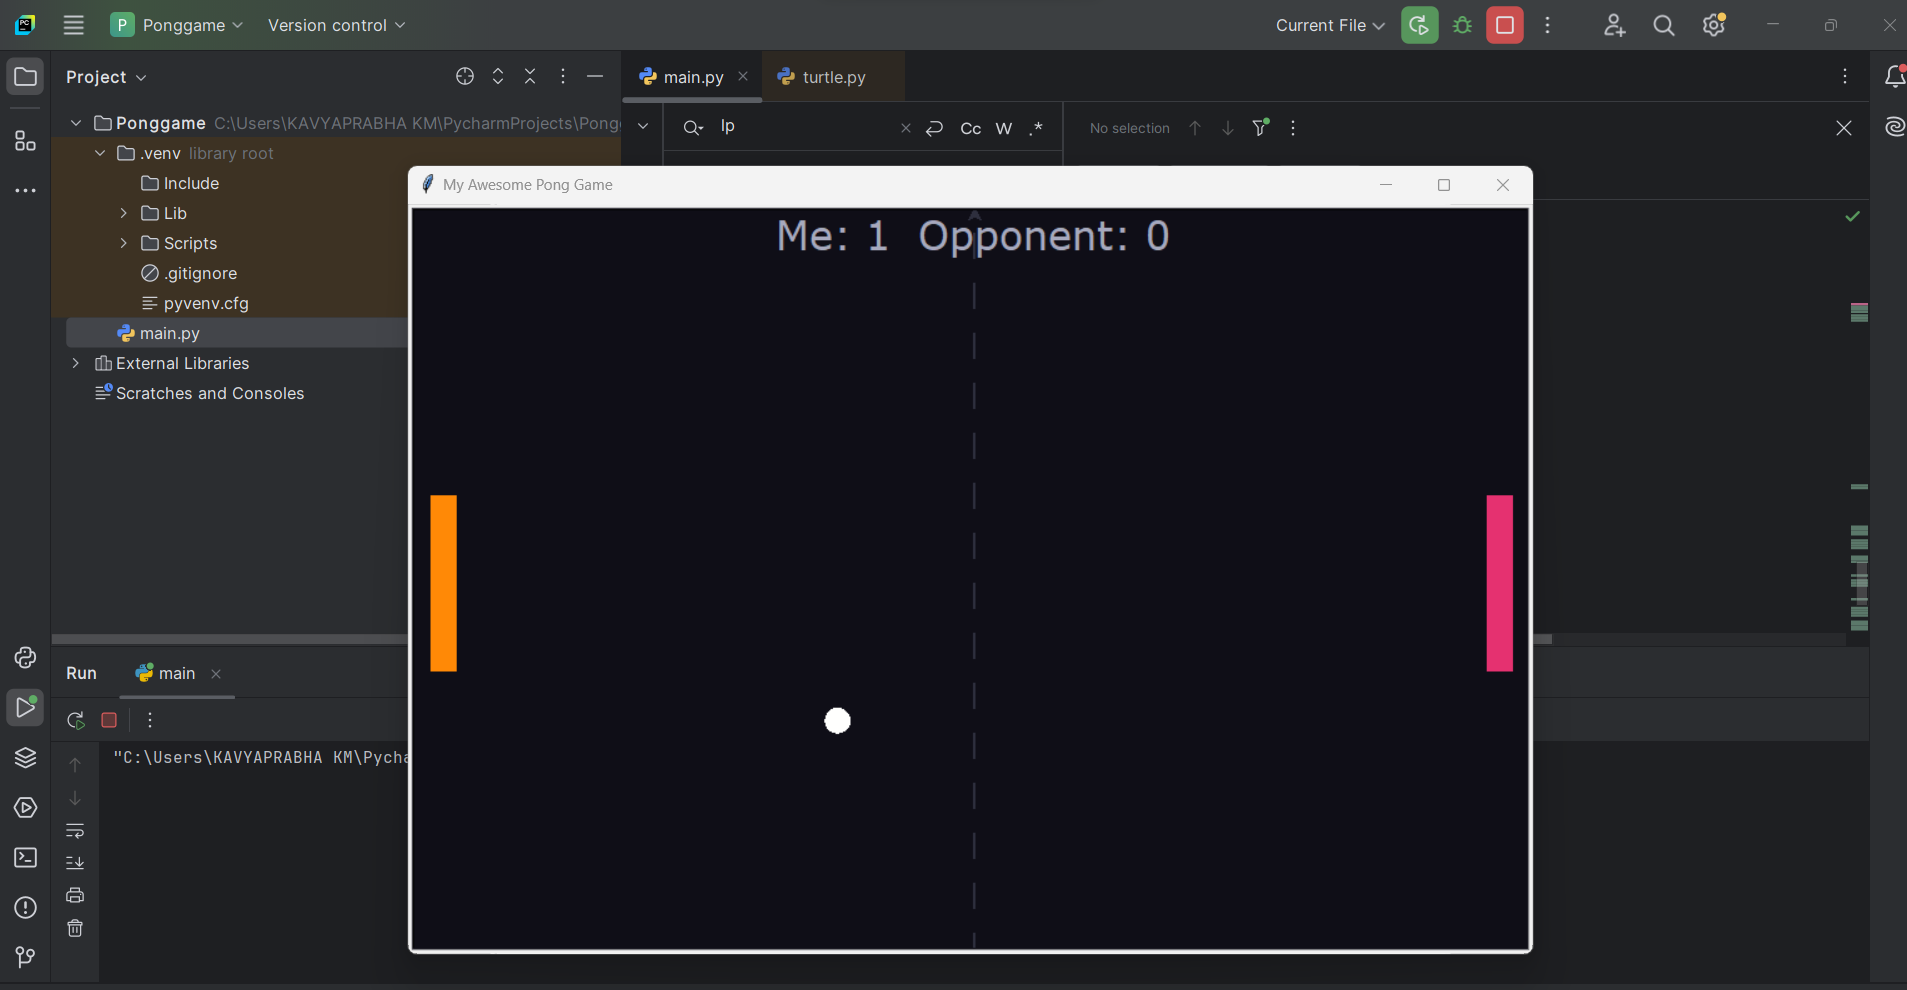 P Ponggame Version control Current File
Project
main.py
turtle.py
Ponggame C:\Users\KAVYAPRABHA KM\PycharmProjects\Pong
lp
Cc W .*
No selection
.venv library root
Include
Lib
Scripts
.gitignore
pyvenv.cfg
main.py
External Libraries
Scratches and Consoles
My Awesome Pong Game
Me: 1 Opponent: 0
Run main
"C:\Users\KAVYAPRABHA KM\Pycha